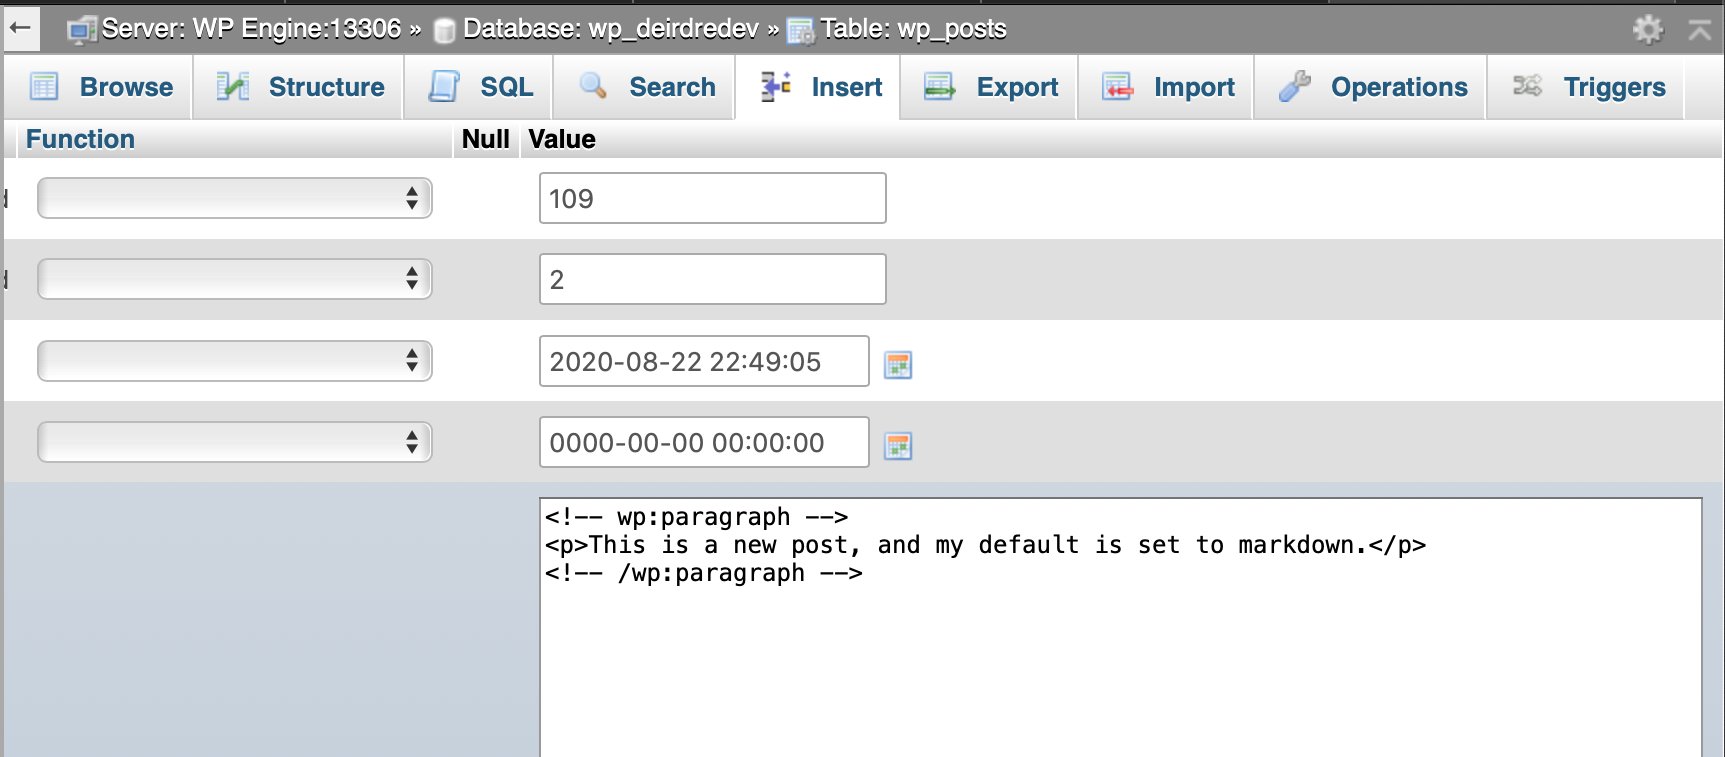 Server: WP Engine:13306 » Database: wp_deirdredev » Table: wp_posts
Browse Structure SQL Search Insert Export Import Operations Triggers
Function Null Value
109
2
2020-08-22 22:49:05
0000-00-00 00:00:00
<!-- wp:paragraph -->
<p>This is a new post, and my default is set to markdown.</p>
<!-- /wp:paragraph -->